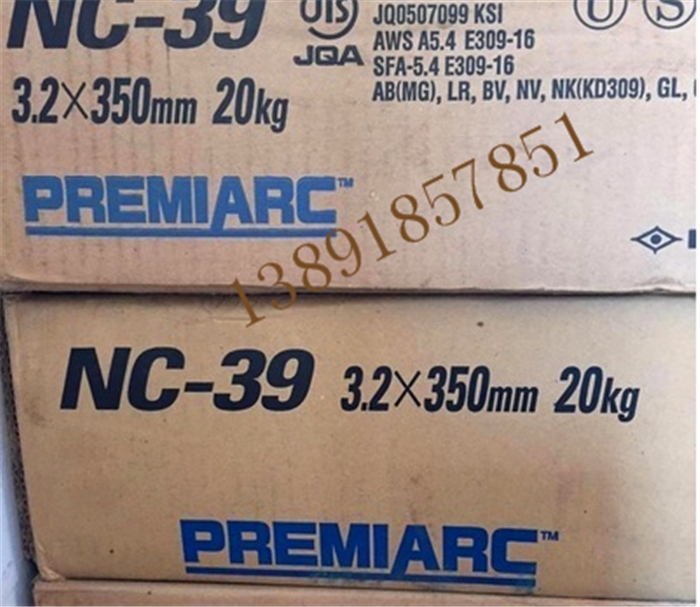 NC-39
JIS
JQA
JQ0507099 KSI
AWS A5.4 E309-16
SFA-5.4 E309-16
AB(MG), LR, BV, NV, NK(KD309), GL,
U S
3.2×350mm 20kg
PREMIARC™
13891857851
NC-39 3.2×350mm 20kg
PREMIARC™